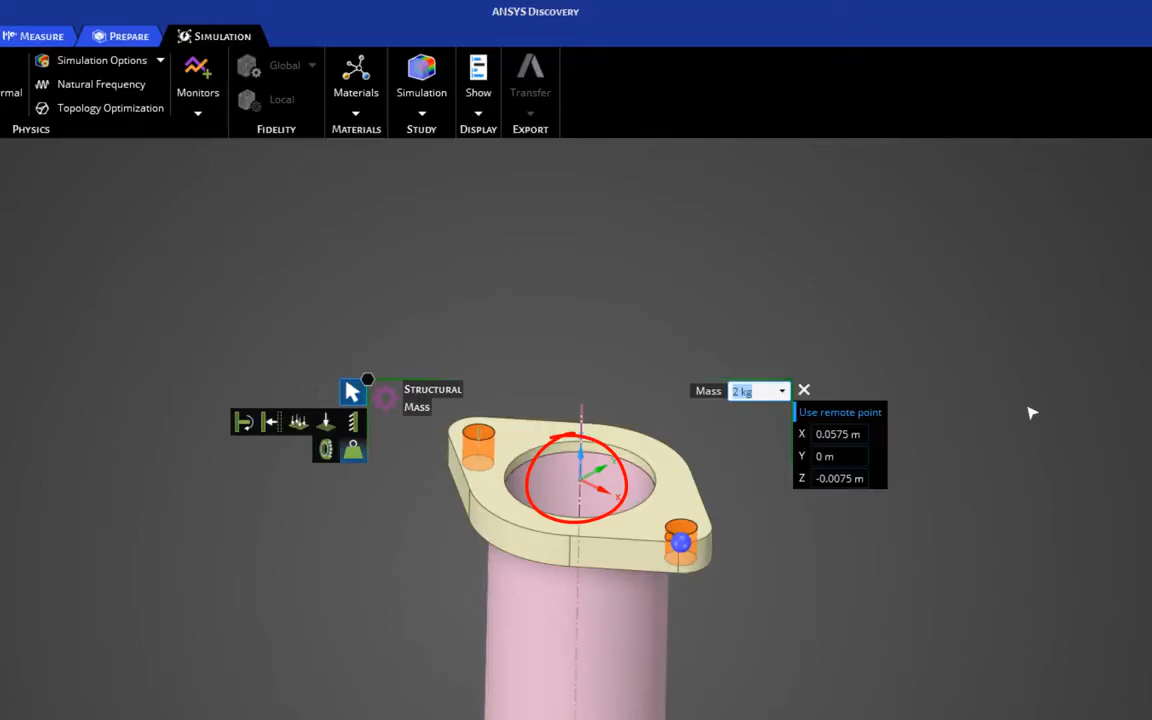 ANSYS DISCOVERY
MEASURE
PREPARE
SIMULATION
Simulation Options
Natural Frequency
Topology Optimization
rmal
PHYSICS
Monitors
Global
Local
FIDELITY
Materials
MATERIALS
Simulation
STUDY
Show
DISPLAY
Transfer
EXPORT
STRUCTURAL
MASS
Mass
2 kg
Use remote point
X 0.0575 m
Y 0 m
Z -0.0075 m
X